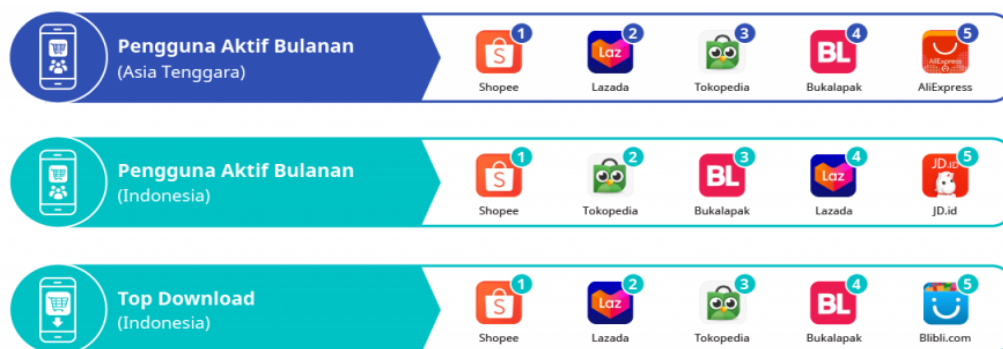 Pengguna Aktif Bulanan
(Asia Tenggara)
S 1
Laz 2
3
BL 4
AliExpress 5
Shopee
Lazada
Tokopedia
Bukalapak
AliExpress
Pengguna Aktif Bulanan
(Indonesia)
S 1
2
BL 3
Laz 4
JD.ID 5
Shopee
Tokopedia
Bukalapak
Lazada
JD.id
Top Download
(Indonesia)
S 1
Laz 2
3
BL 4
5
Shopee
Lazada
Tokopedia
Bukalapak
Blibli.com